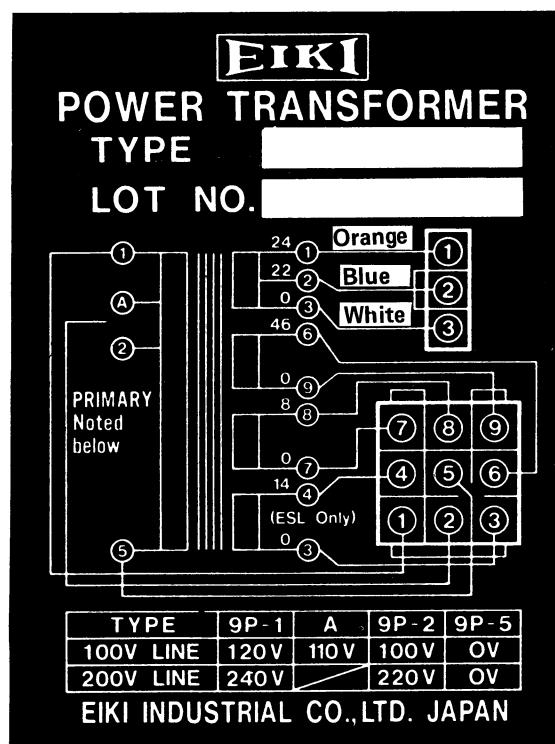 EIKI
POWER TRANSFORMER
TYPE
LOT NO.
24 1 Orange 1
22 2 Blue 2
0 3 White 3
1
A
2
5
PRIMARY
Noted
below
46 6
0 9
8 8
0 7
14 4
(ESL Only)
0 3
7 8 9
4 5 6
1 2 3
TYPE 9P-1 A 9P-2 9P-5
100V LINE 120V 110V 100V 0V
200V LINE 240V 220V 0V
EIKI INDUSTRIAL CO.,LTD. JAPAN